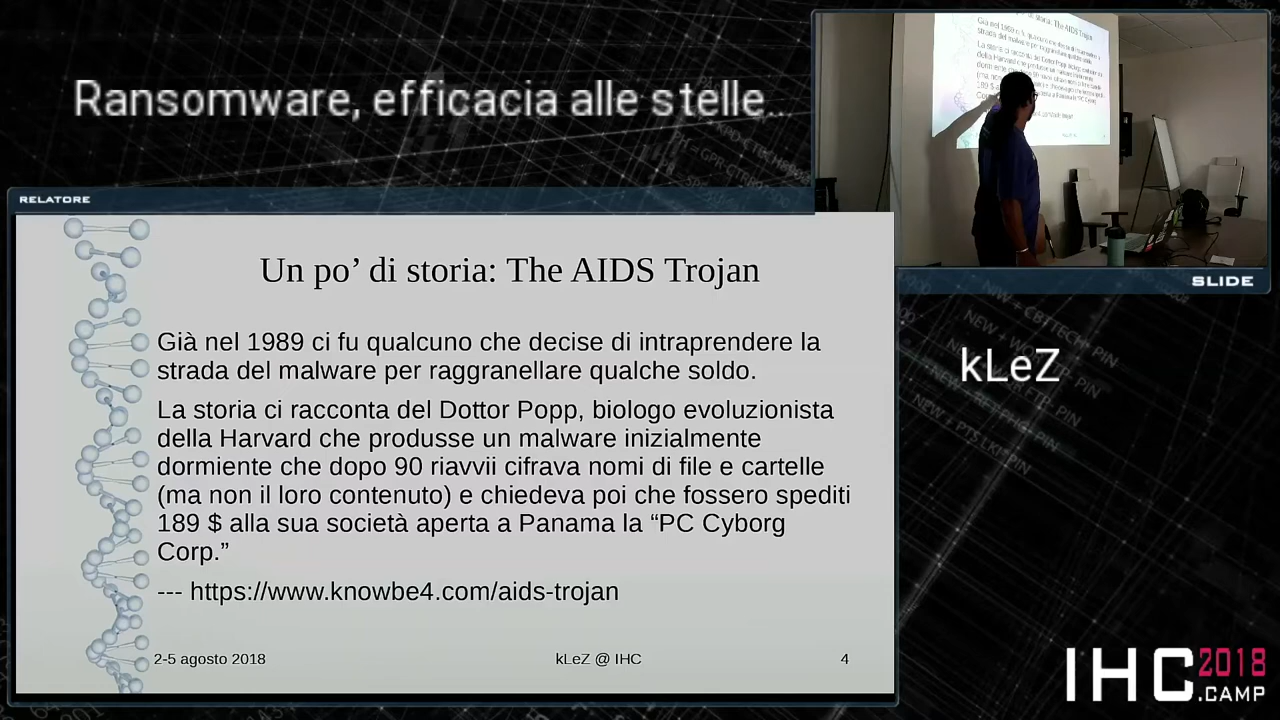 Ransomware, efficacia alle stelle..
RELATORE
Un po’ di storia: The AIDS Trojan
Già nel 1989 ci fu qualcuno che decise di intraprendere la
strada del malware per raggranellare qualche soldo.
La storia ci racconta del Dottor Popp, biologo evoluzionista
della Harvard che produsse un malware inizialmente
dormiente che dopo 90 riavvii cifrava nomi di file e cartelle
(ma non il loro contenuto) e chiedeva poi che fossero spediti
189 $ alla sua società aperta a Panama la “PC Cyborg
Corp.”
--- https://www.knowbe4.com/aids-trojan
2-5 agosto 2018
kLeZ @ IHC
4
SLIDE
kLeZ
IHC 2018
.CAMP